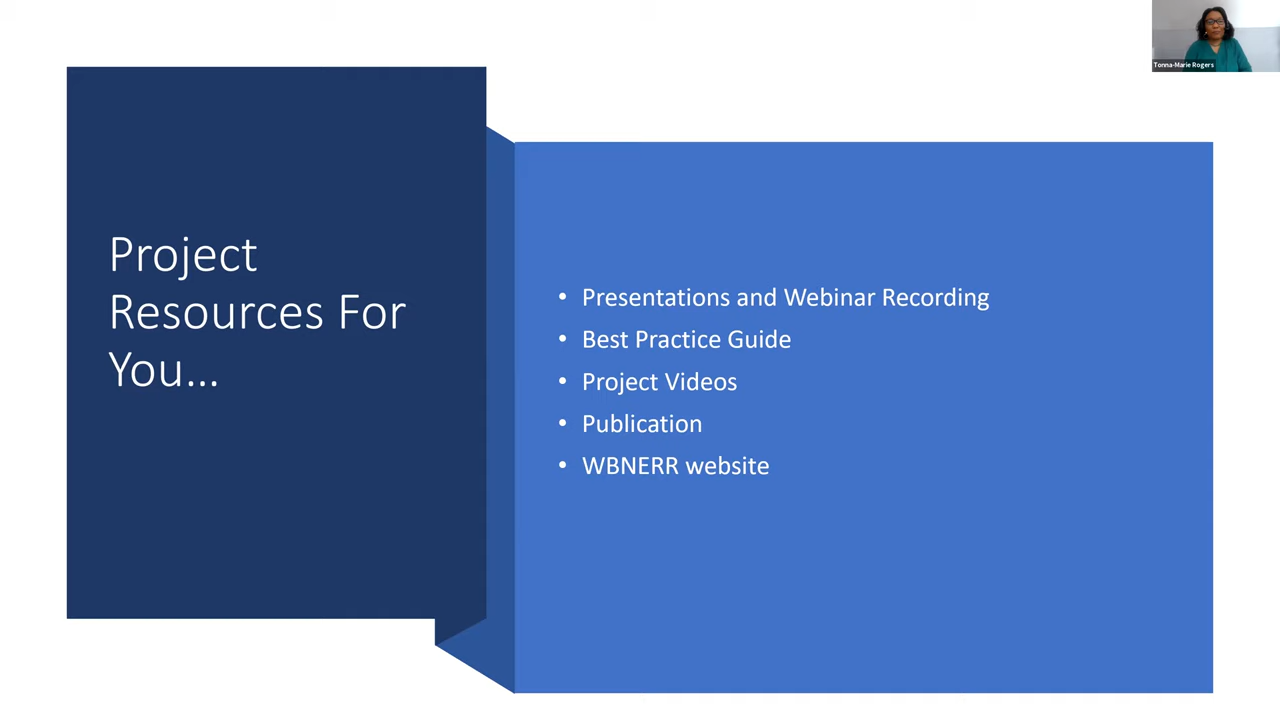 Tonna-Marie Rogers
Project
Resources For
You...
• Presentations and Webinar Recording
• Best Practice Guide
• Project Videos
• Publication
• WBNERR website